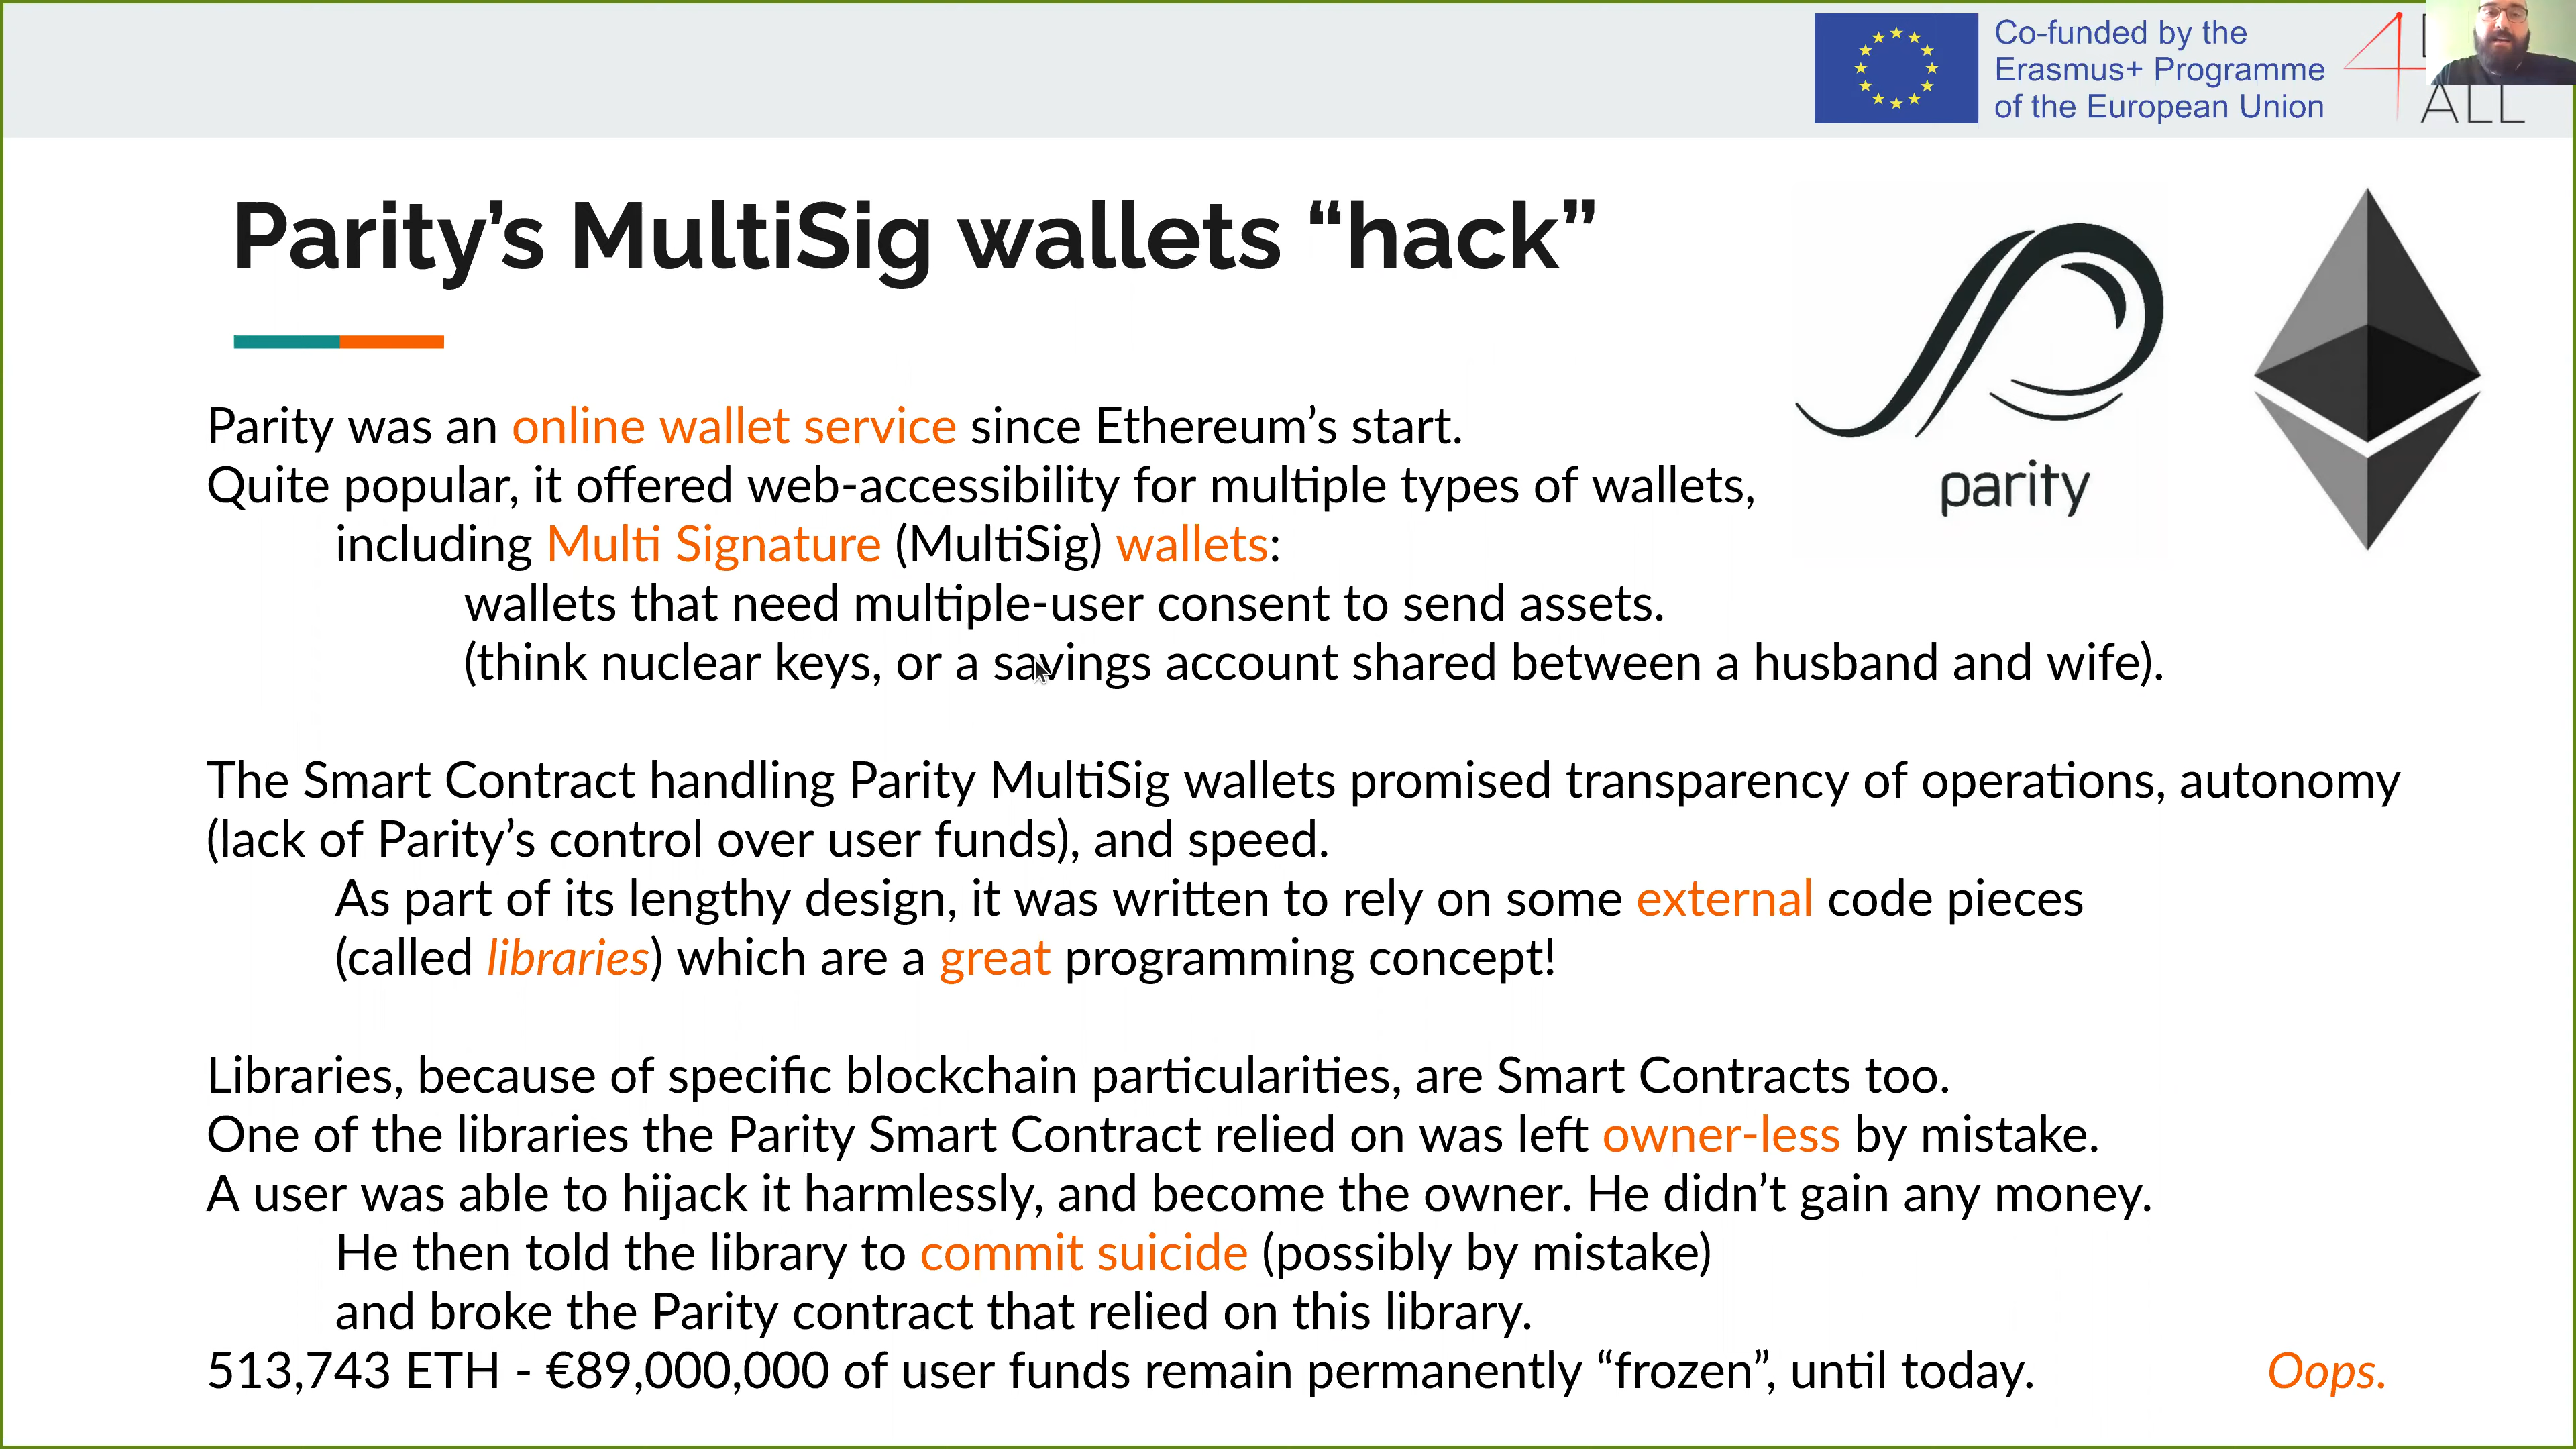 Co-funded by the
Erasmus+ Programme
of the European Union
4
ALL
Parity’s MultiSig wallets “hack”
parity
Parity was an online wallet service since Ethereum’s start.
Quite popular, it offered web-accessibility for multiple types of wallets,
including Multi Signature (MultiSig) wallets:
wallets that need multiple-user consent to send assets.
(think nuclear keys, or a savings account shared between a husband and wife).
The Smart Contract handling Parity MultiSig wallets promised transparency of operations, autonomy
(lack of Parity’s control over user funds), and speed.
As part of its lengthy design, it was written to rely on some external code pieces
(called libraries) which are a great programming concept!
Libraries, because of specific blockchain particularities, are Smart Contracts too.
One of the libraries the Parity Smart Contract relied on was left owner-less by mistake.
A user was able to hijack it harmlessly, and become the owner. He didn’t gain any money.
He then told the library to commit suicide (possibly by mistake)
and broke the Parity contract that relied on this library.
513,743 ETH - €89,000,000 of user funds remain permanently “frozen”, until today. Oops.